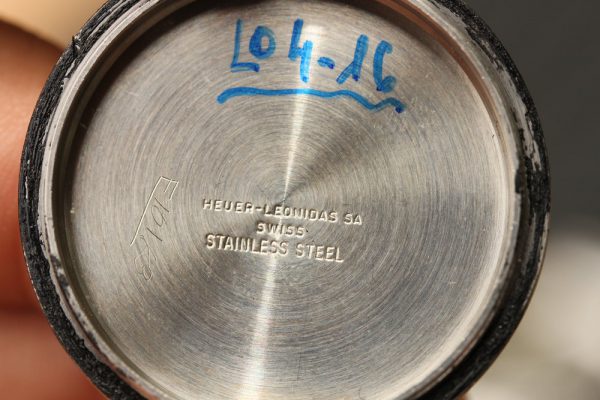 L04-16
HEUER-LEONIDAS SA
SWISS
STAINLESS STEEL